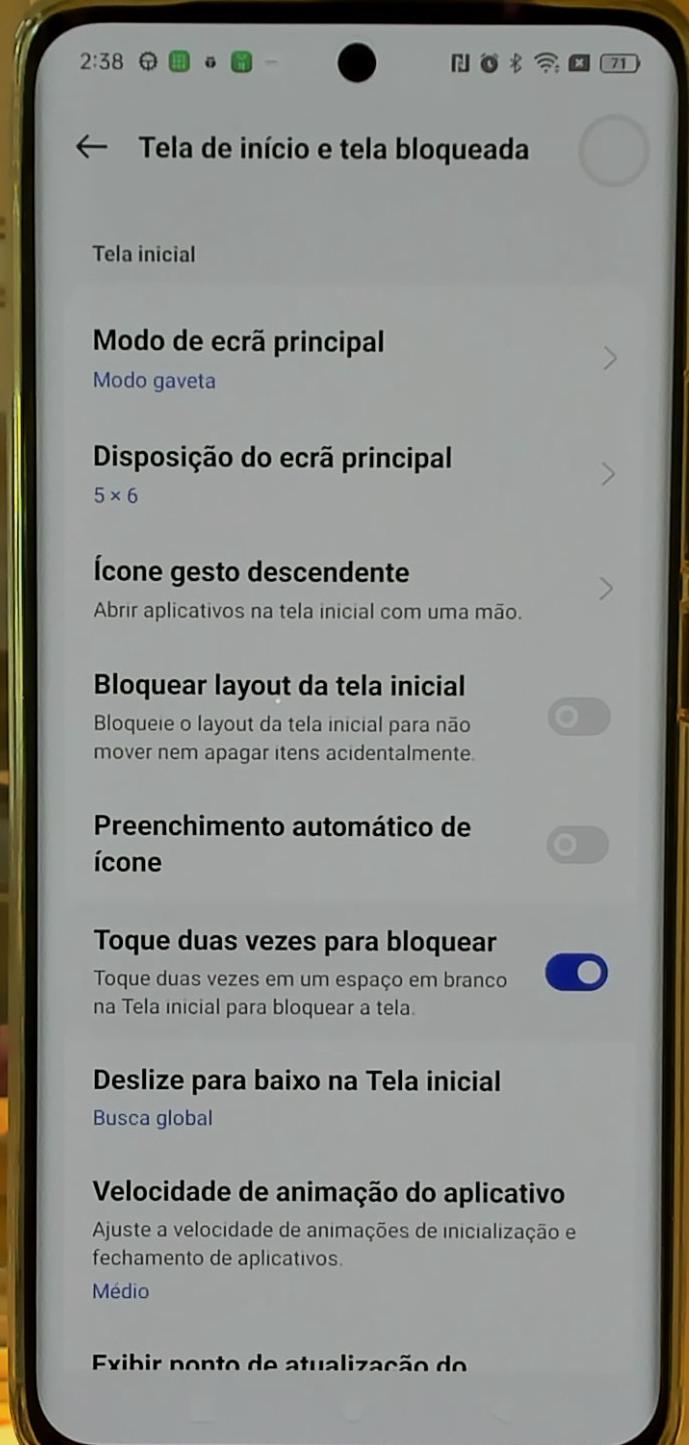 2:38
71
Tela de início e tela bloqueada
Tela inicial
Modo de ecrã principal
Modo gaveta
Disposição do ecrã principal
5 × 6
Ícone gesto descendente
Abrir aplicativos na tela inicial com uma mão.
Bloquear layout da tela inicial
Bloqueie o layout da tela inicial para não
mover nem apagar itens acidentalmente.
Preenchimento automático de
ícone
Toque duas vezes para bloquear
Toque duas vezes em um espaço em branco
na Tela inicial para bloquear a tela.
Deslize para baixo na Tela inicial
Busca global
Velocidade de animação do aplicativo
Ajuste a velocidade de animações de inicialização e
fechamento de aplicativos.
Médio
Exibir ponto de atualização do